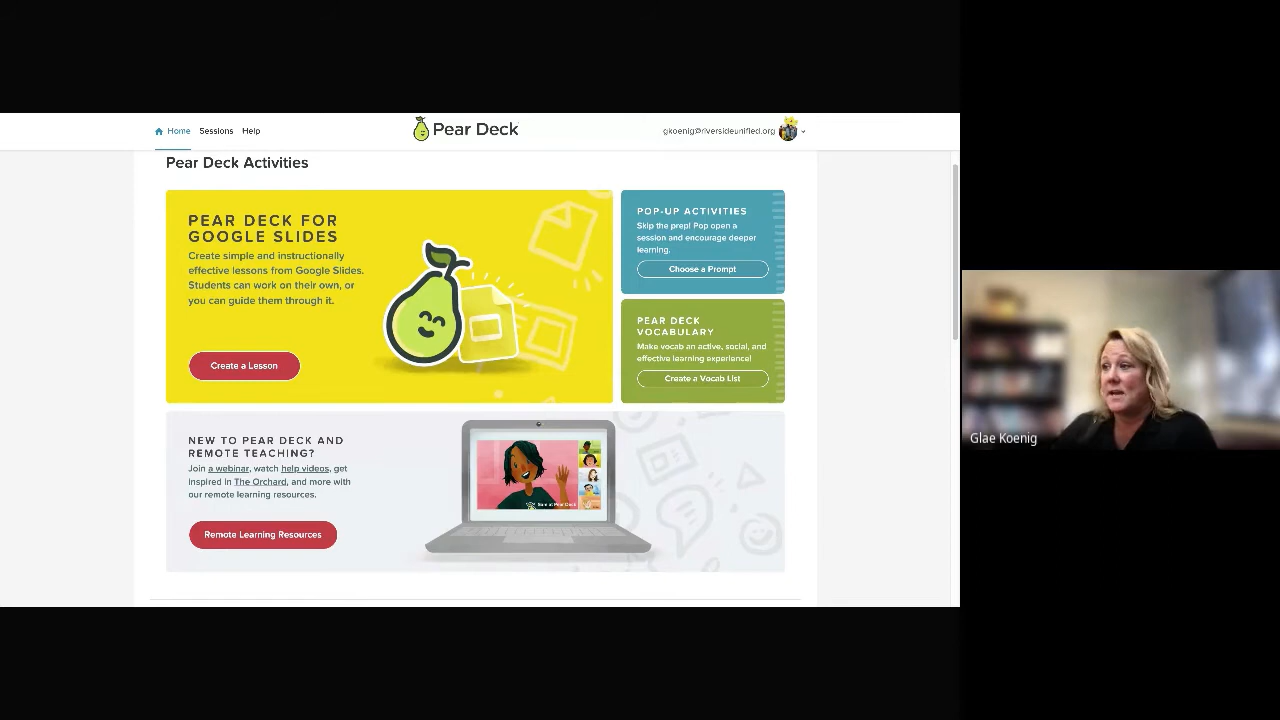 Home Sessions Help
Pear Deck
gkoenig@riversideunified.org
Pear Deck Activities
PEAR DECK FOR
GOOGLE SLIDES
Create simple and instructionally
effective lessons from Google Slides.
Students can work on their own, or
you can guide them through it.
Create a Lesson
POP-UP ACTIVITIES
Skip the prep! Pop open a
session and encourage deeper
learning.
Choose a Prompt
PEAR DECK
VOCABULARY
Make vocab an active, social, and
effective learning experience!
Create a Vocab List
NEW TO PEAR DECK AND
REMOTE TEACHING?
Join a webinar, watch help videos, get
inspired in The Orchard, and more with
our remote learning resources.
Remote Learning Resources
Glae Koenig